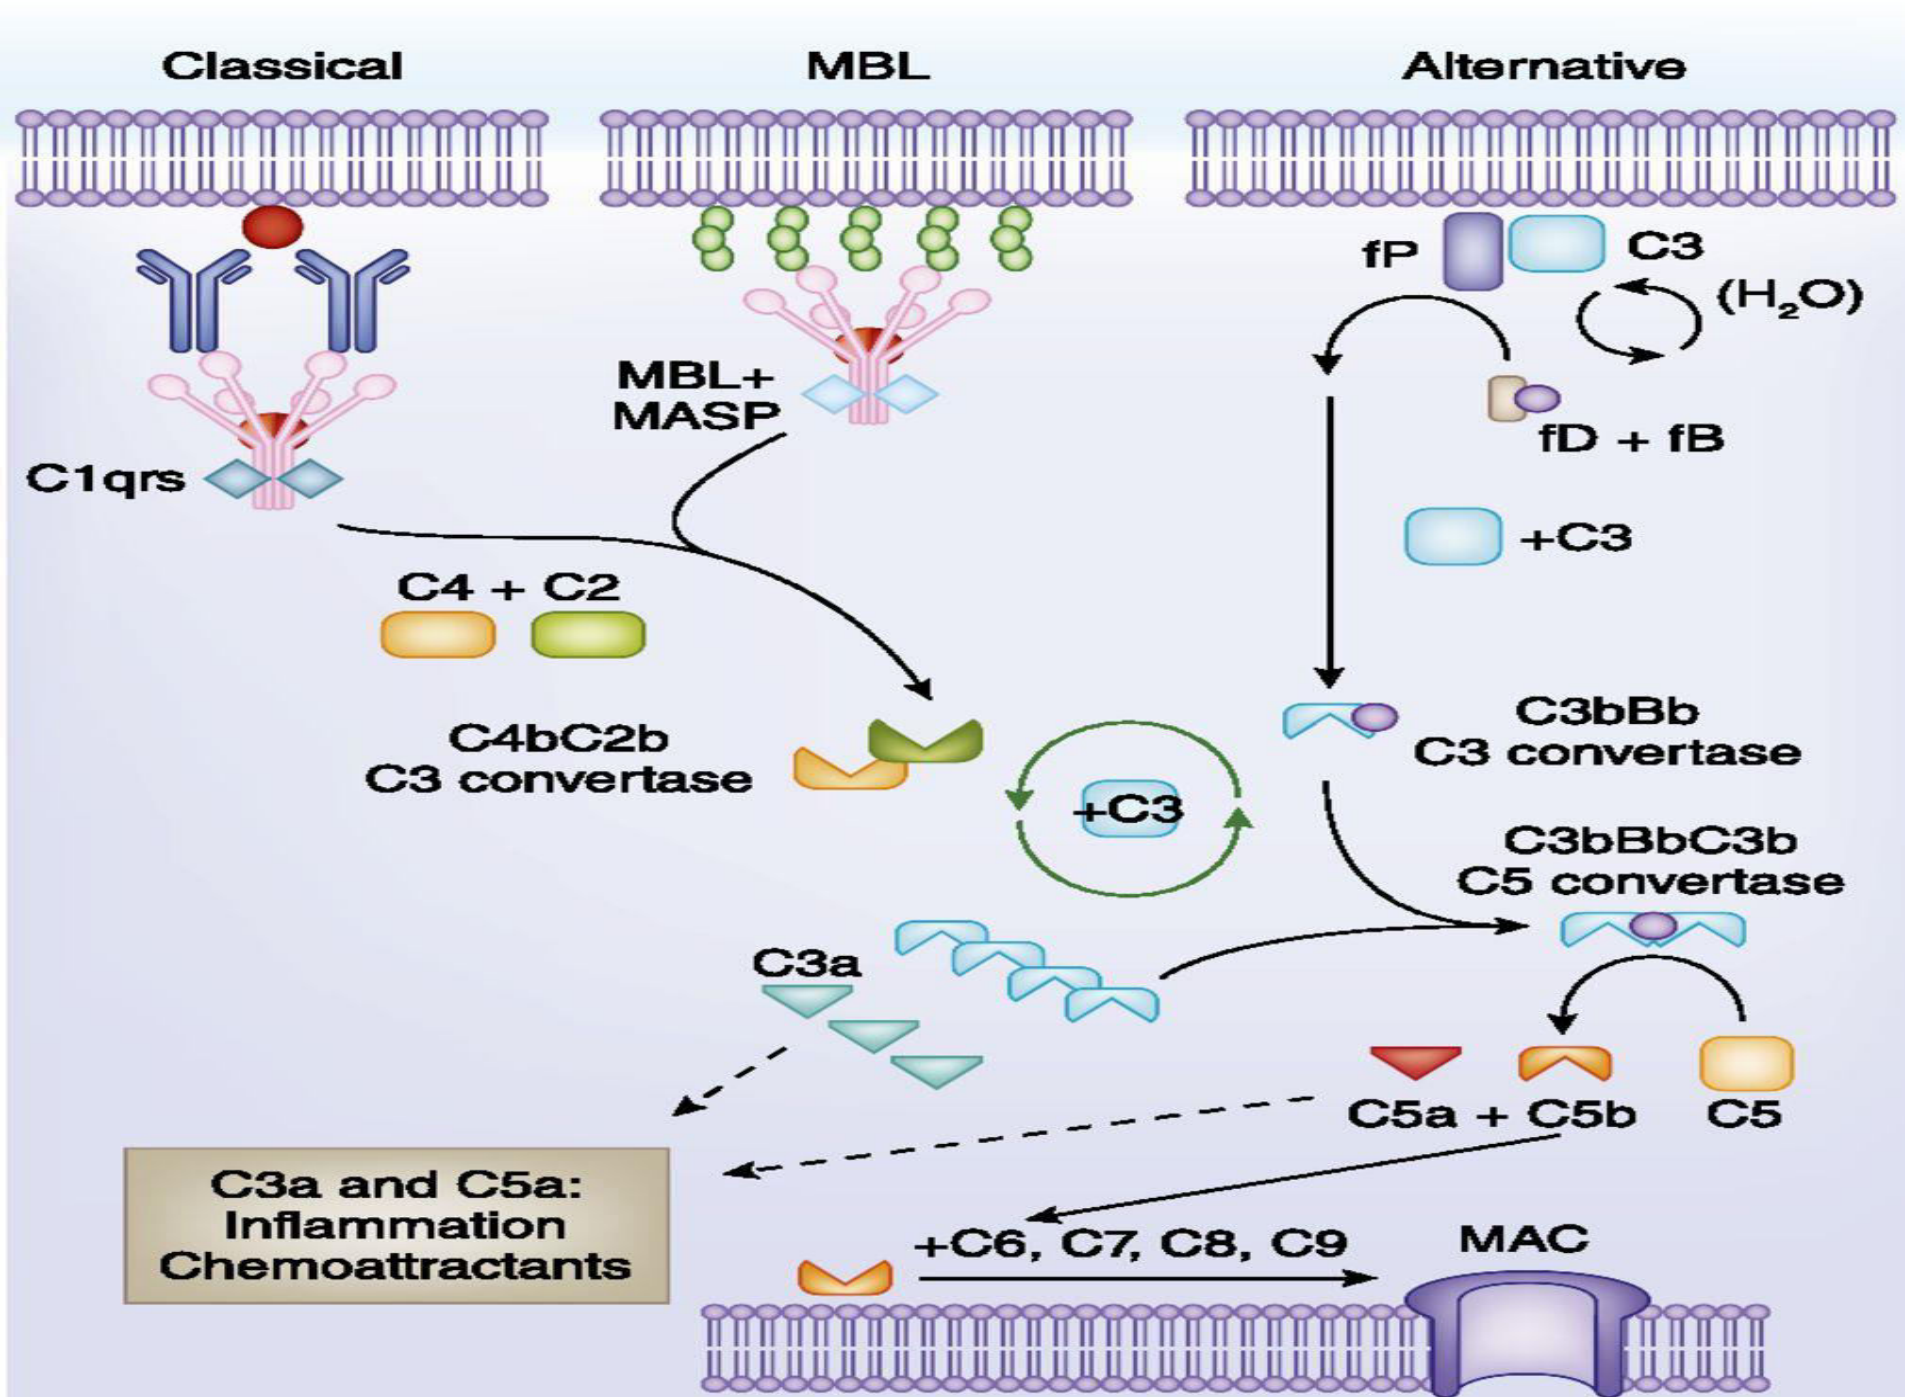 Classical
MBL
Alternative
fP
C3
(H₂O)
MBL+
MASP
fD + fB
C1qrs
+C3
C4 + C2
C4bC2b
C3 convertase
C3bBb
C3 convertase
+C3
C3bBbC3b
C5 convertase
C3a
C5a + C5b
C5
C3a and C5a:
Inflammation
Chemoattractants
+C6, C7, C8, C9
MAC